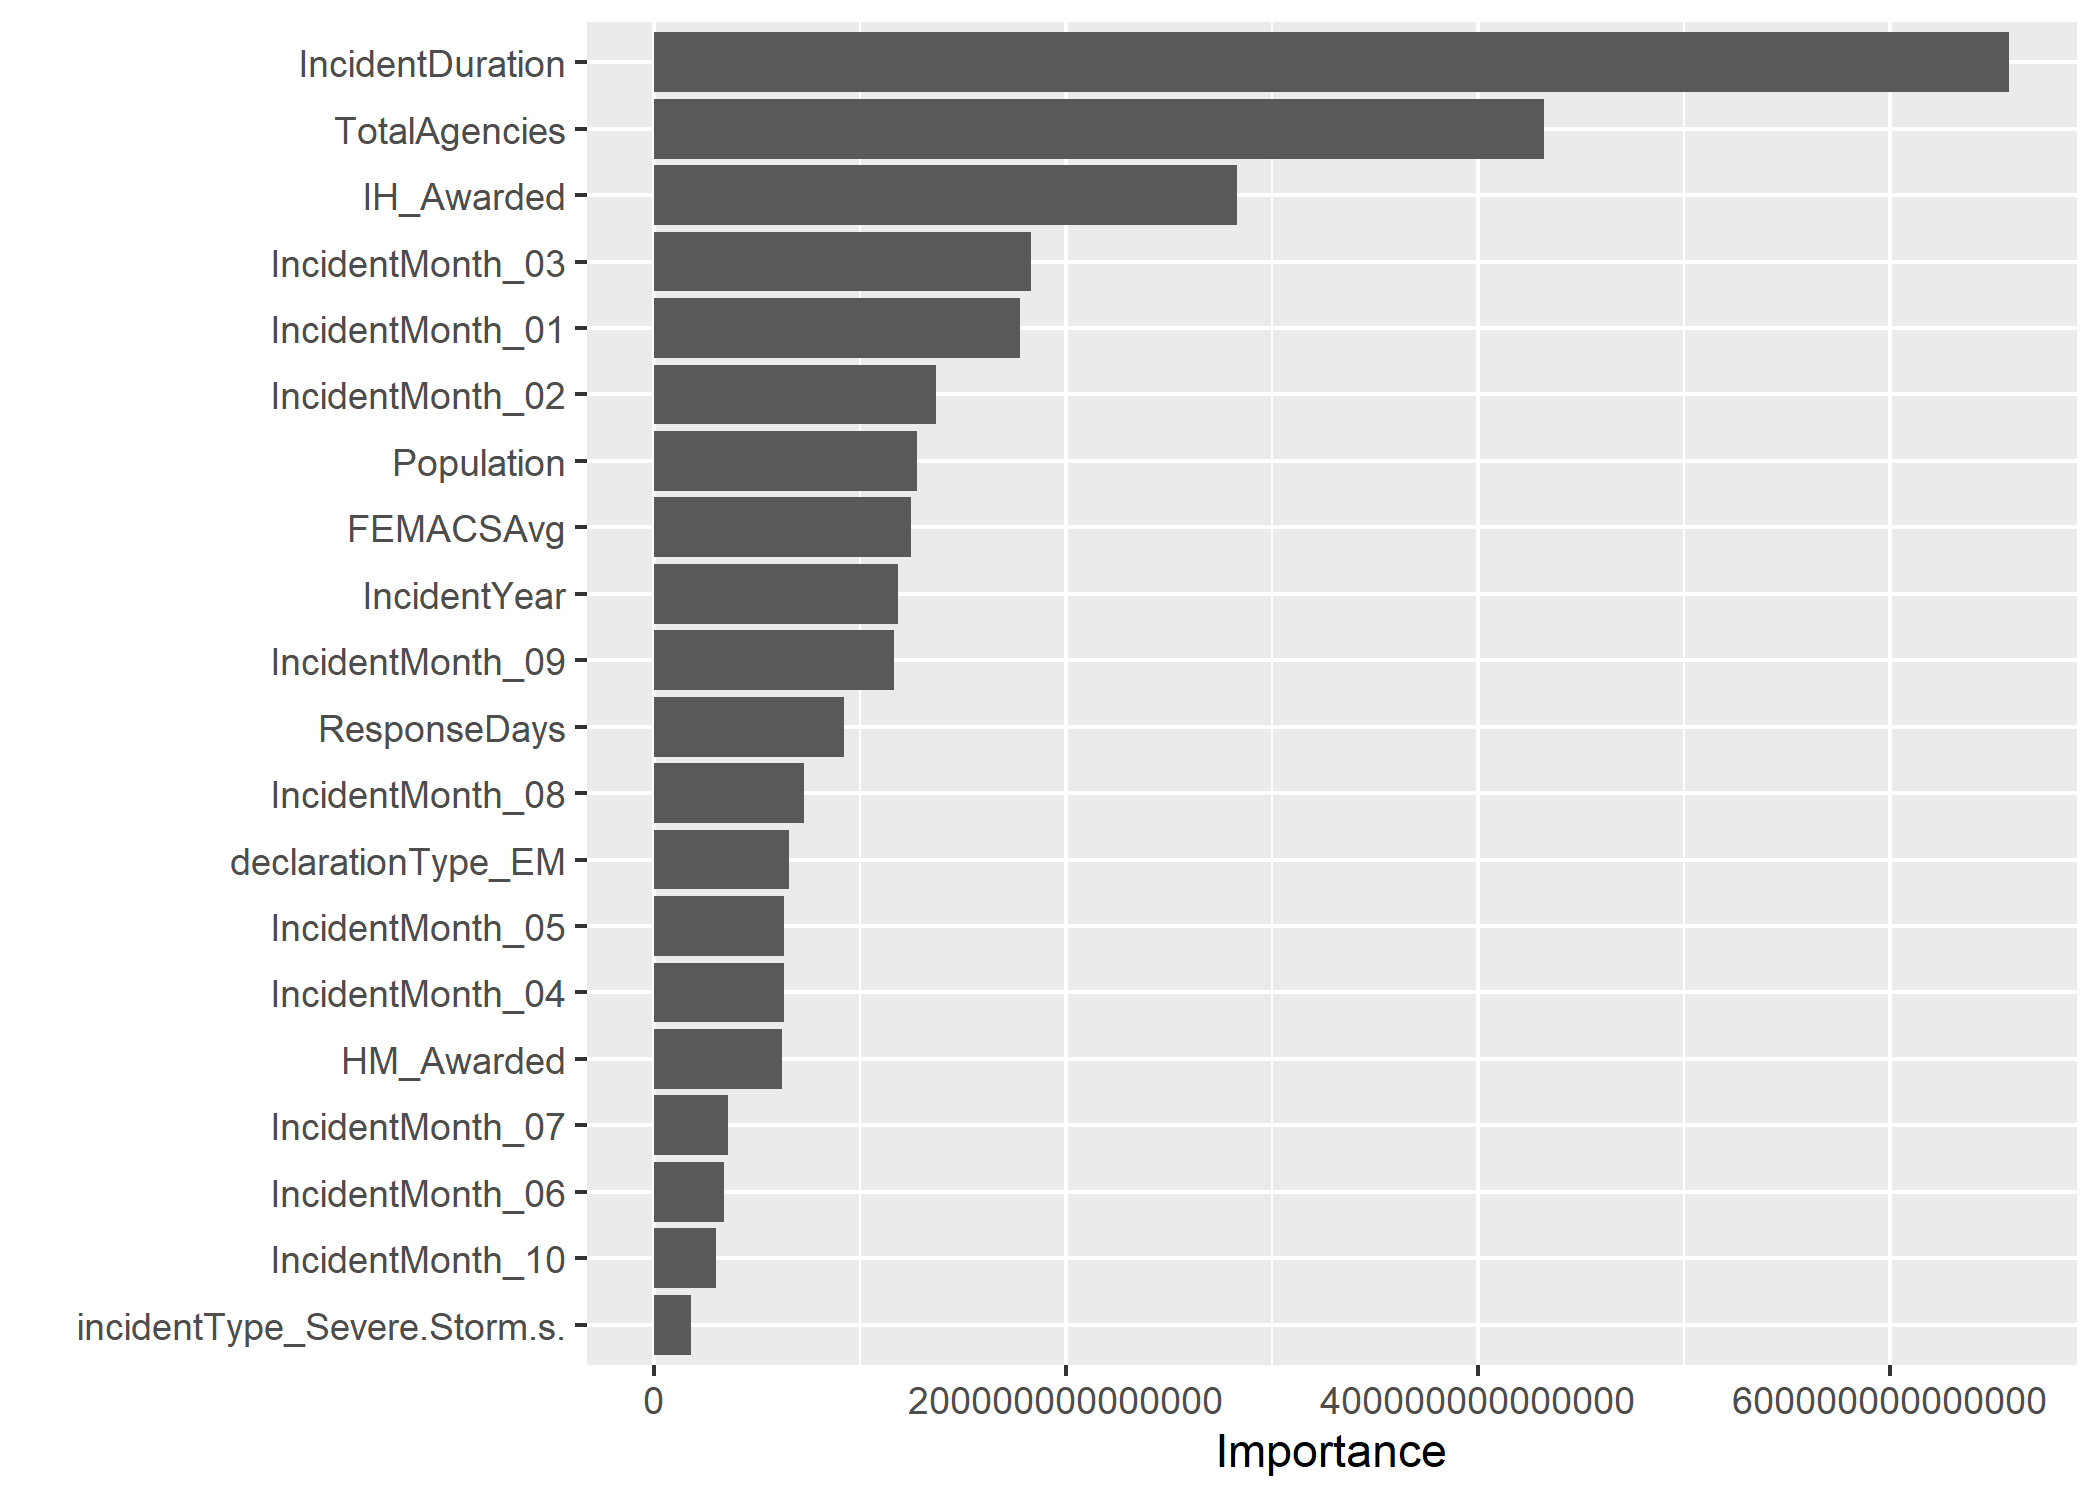 IncidentDuration
TotalAgencies
IH_Awarded
IncidentMonth_03
IncidentMonth_01
IncidentMonth_02
Population
FEMACSAvg
IncidentYear
IncidentMonth_09
ResponseDays
IncidentMonth_08
declarationType_EM
IncidentMonth_05
IncidentMonth_04
HM_Awarded
IncidentMonth_07
IncidentMonth_06
IncidentMonth_10
incidentType_Severe.Storm.s.
0 200000000000000 400000000000000 600000000000000
Importance